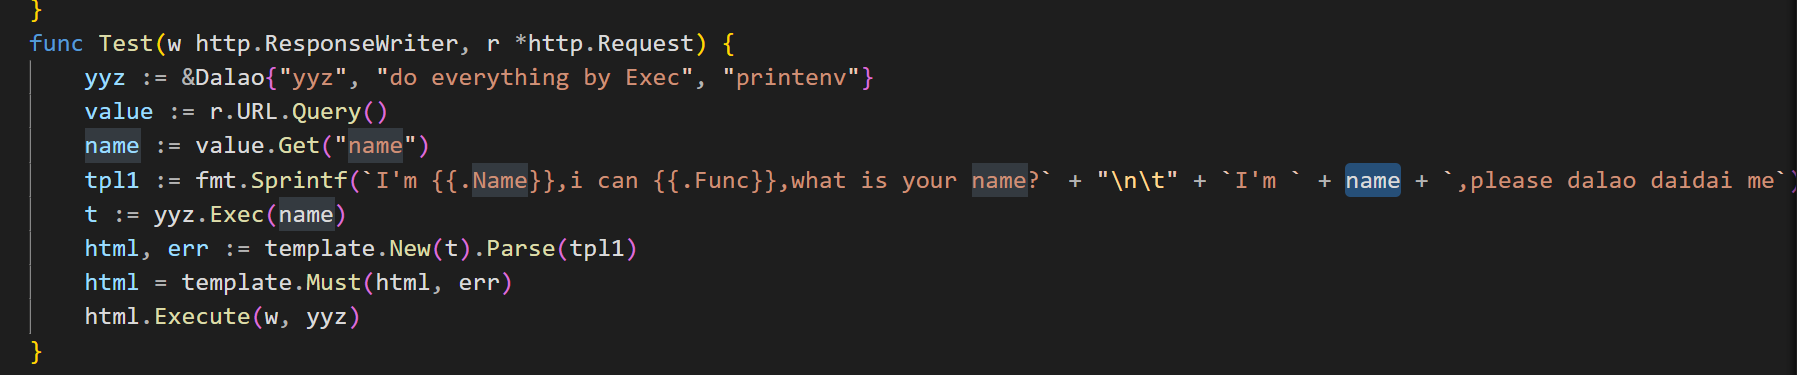 }
func Test(w http.ResponseWriter, r *http.Request) {
yyz := &Dalao{"yyz", "do everything by Exec", "printenv"}
value := r.URL.Query()
name := value.Get("name")
tpl1 := fmt.Sprintf(`I'm {{.Name}},i can {{.Func}},what is your name?` + "\n\t" + `I'm ` + name + `,please dalao daidai me`)
t := yyz.Exec(name)
html, err := template.New(t).Parse(tpl1)
html = template.Must(html, err)
html.Execute(w, yyz)
}